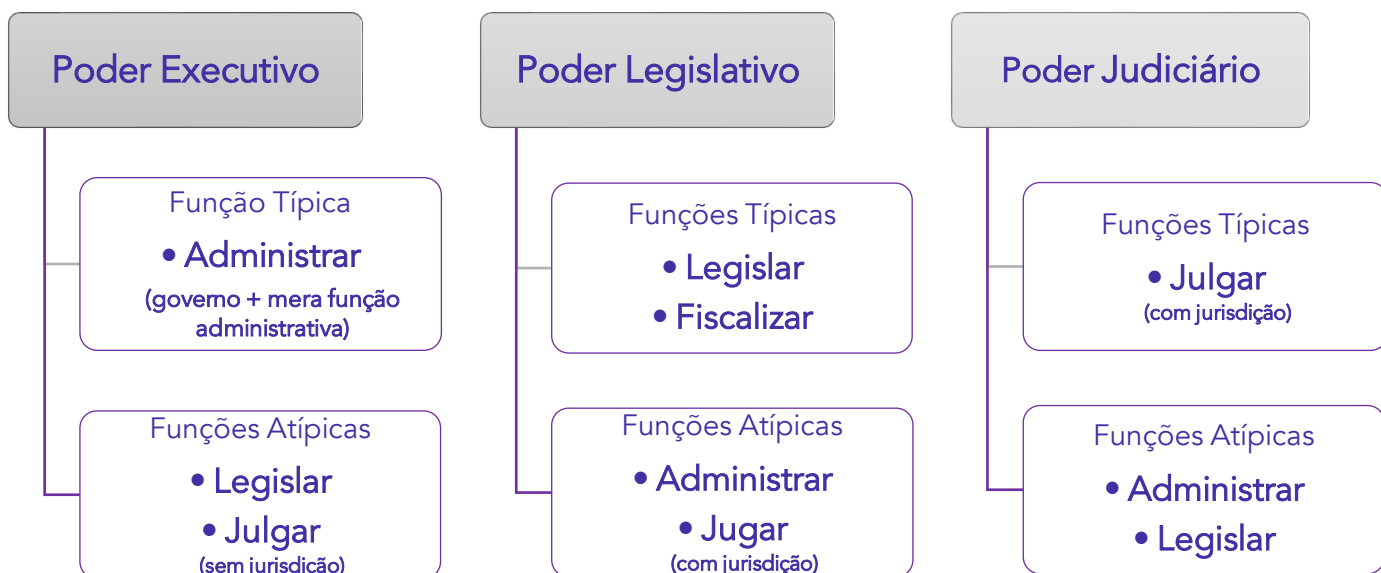 Poder Executivo
Função Típica
• Administrar
(governo + mera função
administrativa)
Funções Atípicas
• Legislar
• Julgar
(sem jurisdição)
Poder Legislativo
Funções Típicas
• Legislar
• Fiscalizar
Funções Atípicas
• Administrar
• Jugar
(com jurisdição)
Poder Judiciário
Funções Típicas
• Julgar
(com jurisdição)
Funções Atípicas
• Administrar
• Legislar